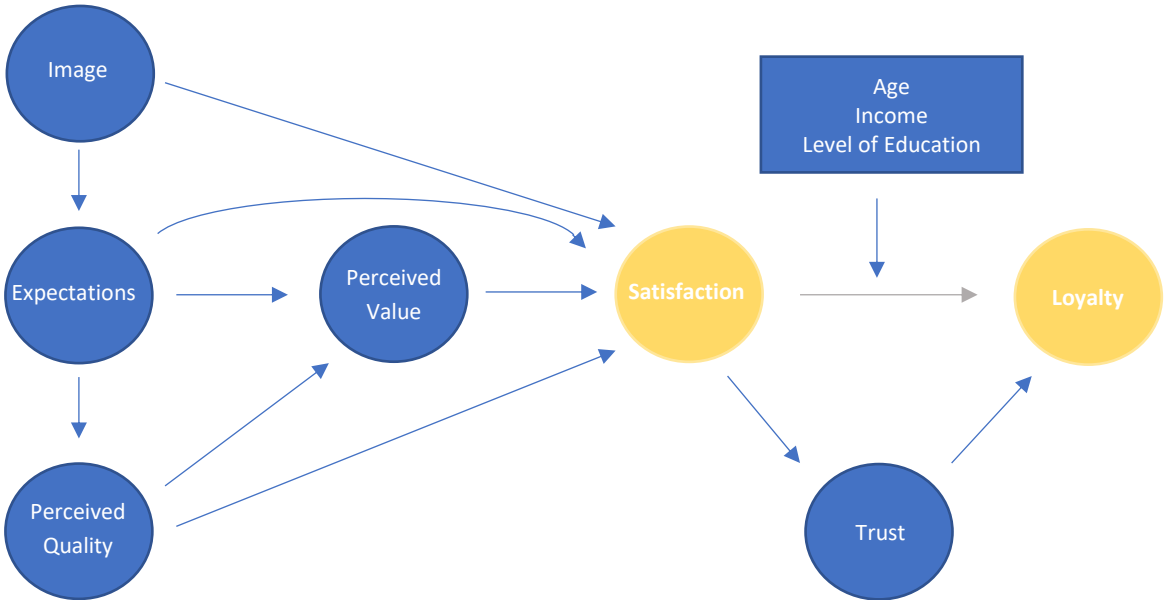 Image
Age
Income
Level of Education
Expectations
Perceived
Value
Satisfaction
Loyalty
Perceived
Quality
Trust